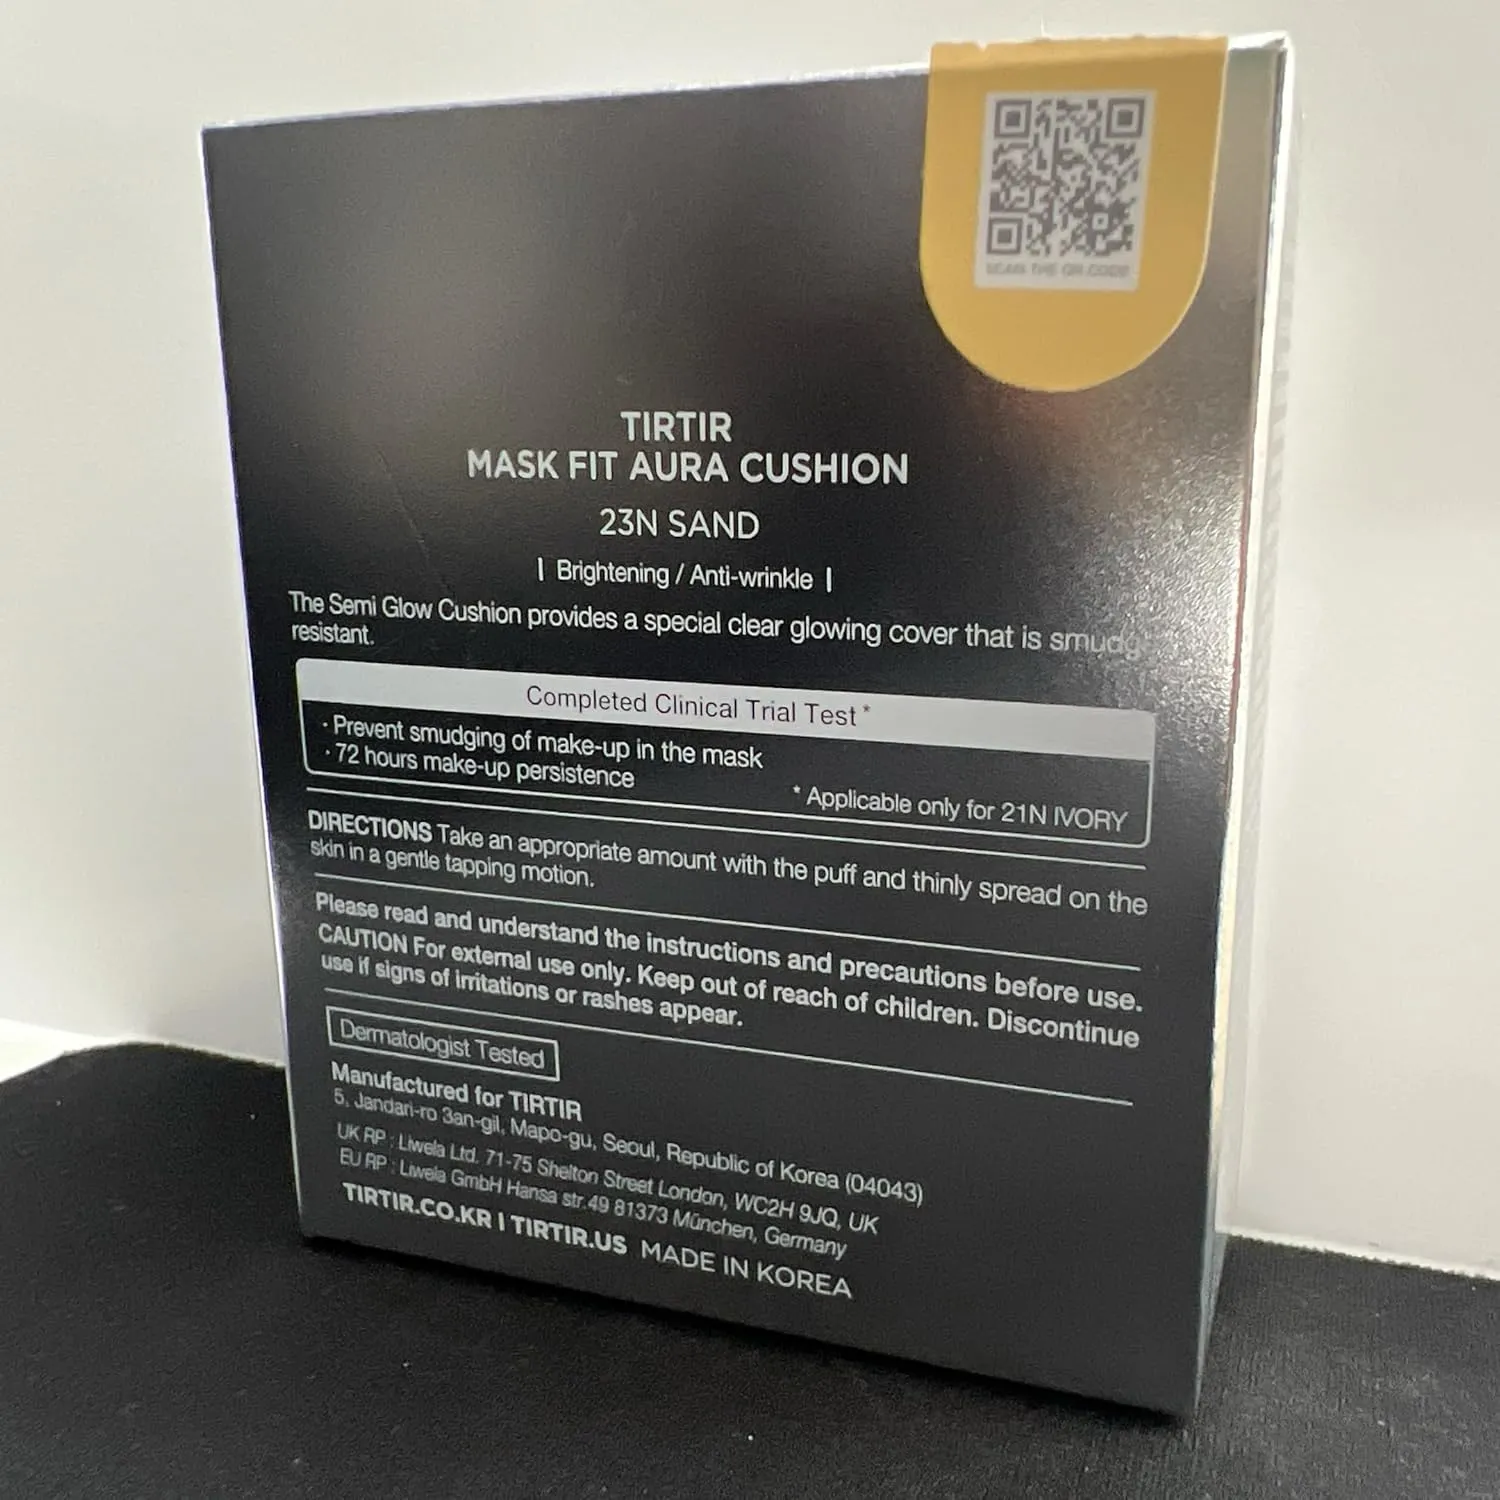 SCAN THE QR CODE
TIRTIR
MASK FIT AURA CUSHION
23N SAND
| Brightening / Anti-wrinkle |
The Semi Glow Cushion provides a special clear glowing cover that is smudge
resistant.
Completed Clinical Trial Test*
· Prevent smudging of make-up in the mask
· 72 hours make-up persistence
* Applicable only for 21N IVORY
DIRECTIONS Take an appropriate amount with the puff and thinly spread on the
skin in a gentle tapping motion.
Please read and understand the instructions and precautions before use.
CAUTION For external use only. Keep out of reach of children. Discontinue
use if signs of irritations or rashes appear.
Dermatologist Tested
Manufactured for TIRTIR
5, Jandari-ro 3an-gil, Mapo-gu, Seoul, Republic of Korea (04043)
UK RP : Liwela Ltd. 71-75 Shelton Street London, WC2H 9JQ, UK
EU RP : Liwela GmbH Hansa str.49 81373 München, Germany
TIRTIR.CO.KR | TIRTIR.US MADE IN KOREA